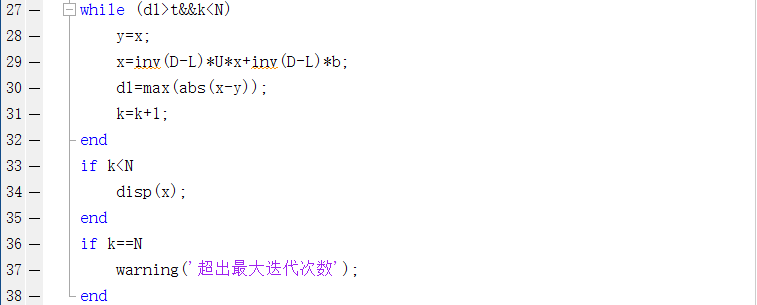 27 — while (d1>t&&k<N)
28 — y=x;
29 — x=inv(D-L)*U*x+inv(D-L)*b;
30 — d1=max(abs(x-y));
31 — k=k+1;
32 — end
33 — if k<N
34 — disp(x);
35 — end
36 — if k==N
37 — warning('超出最大迭代次数');
38 — end